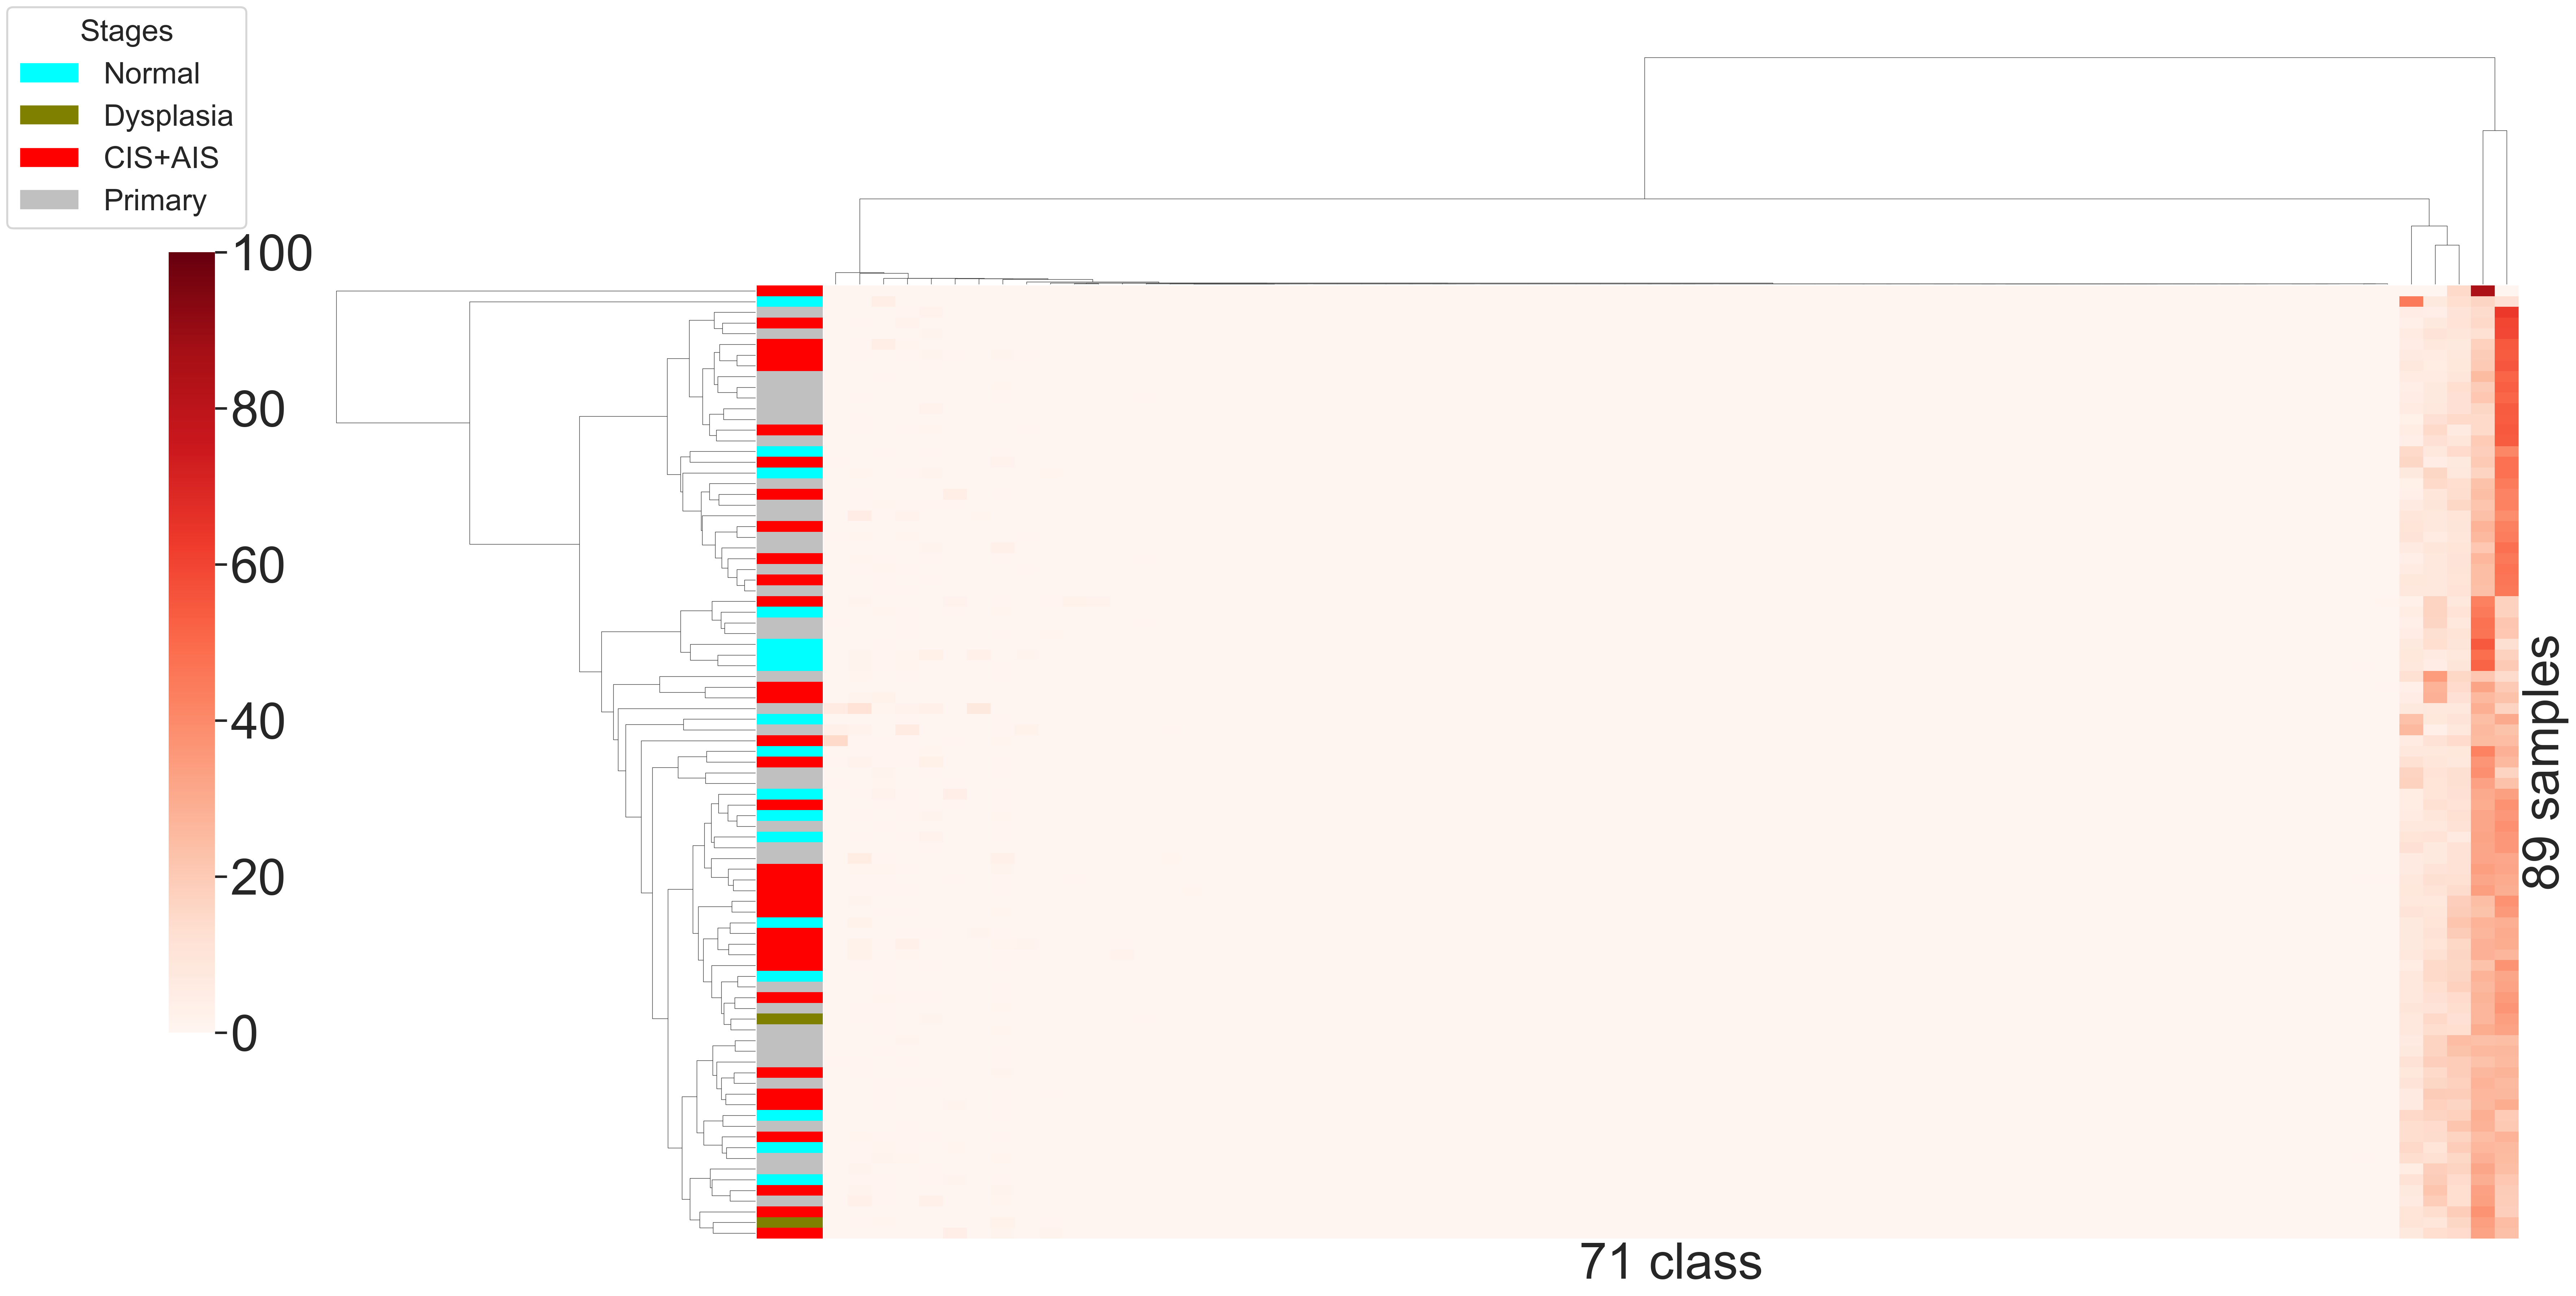 Stages
Normal
Dysplasia
CIS+AIS
Primary
100
80
60
40
20
0
89 samples
71 class